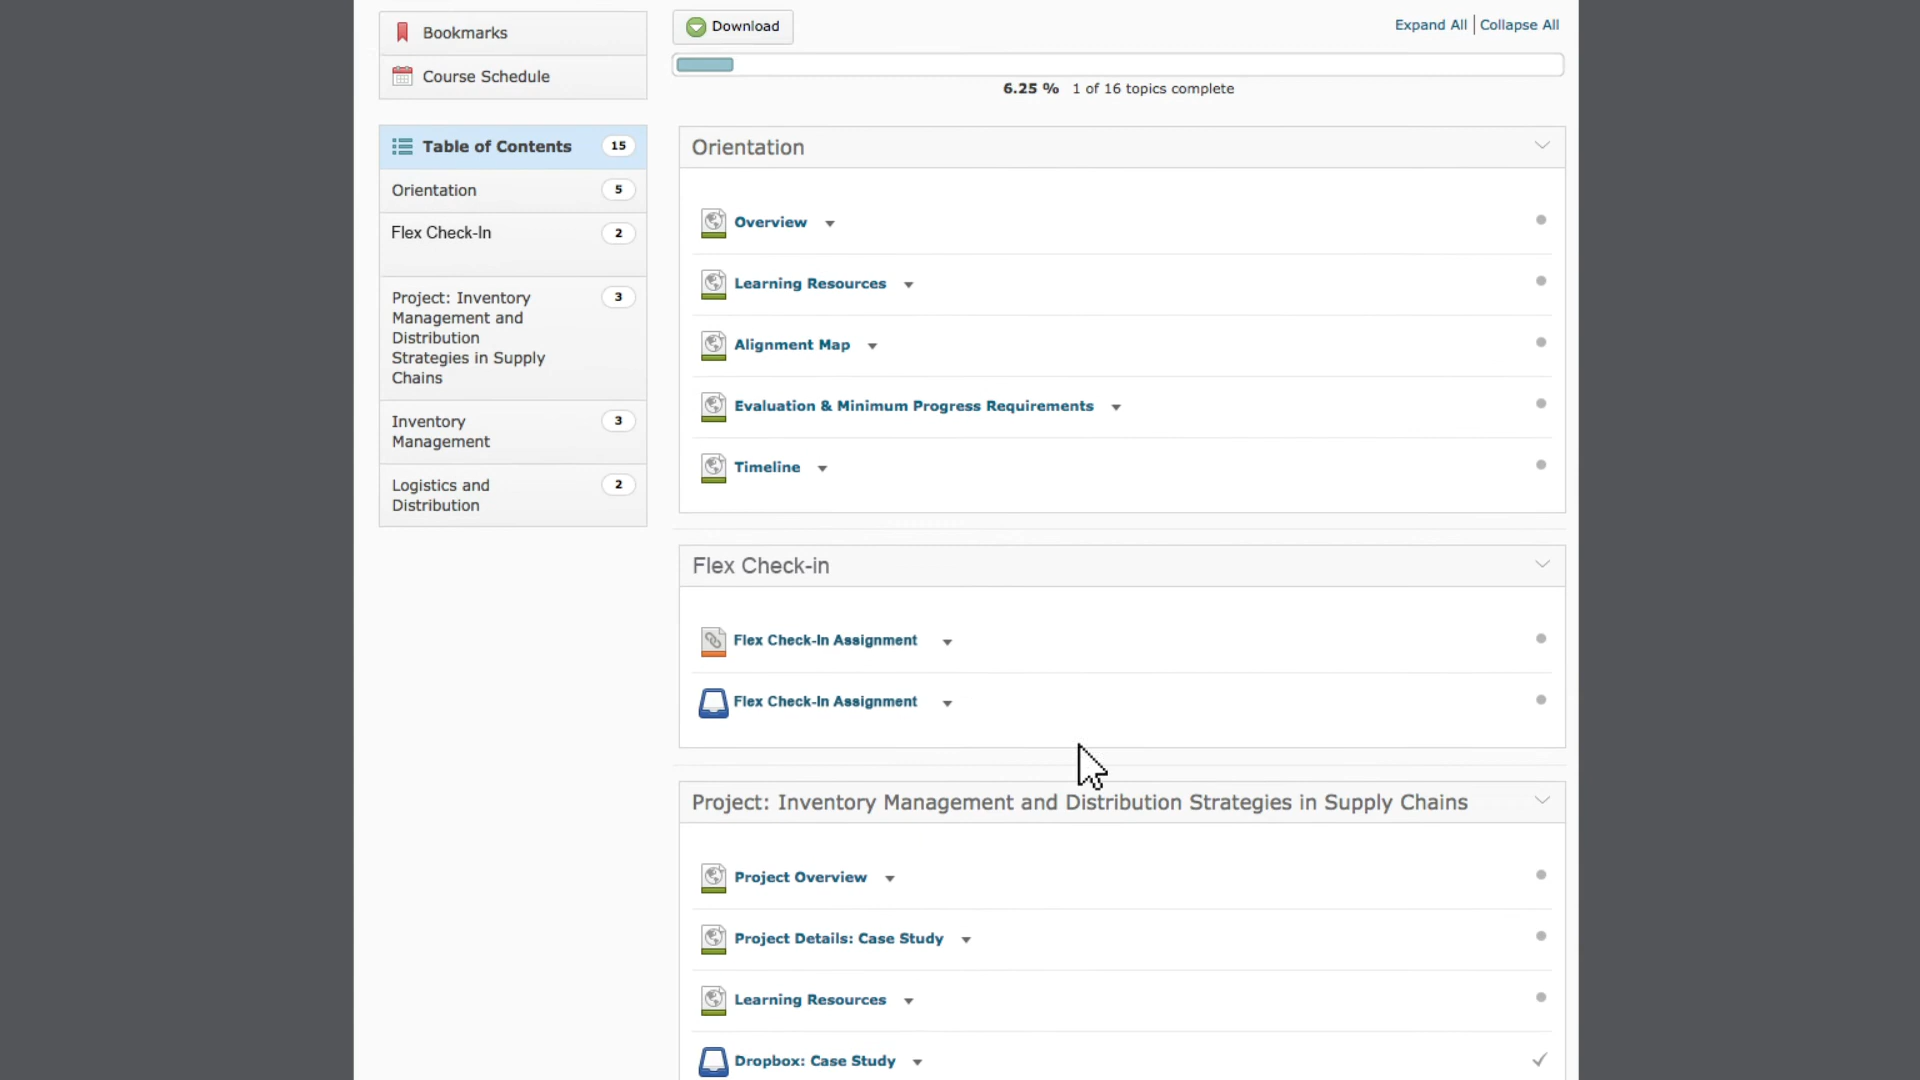 Bookmarks
Course Schedule
Table of Contents 15
Orientation 5
Flex Check-In 2
Project: Inventory 3
Management and
Distribution
Strategies in Supply
Chains
Inventory 3
Management
Logistics and 2
Distribution
Download
Expand All | Collapse All
6.25 % 1 of 16 topics complete
Orientation
Overview
Learning Resources
Alignment Map
Evaluation & Minimum Progress Requirements
Timeline
Flex Check-in
Flex Check-In Assignment
Flex Check-In Assignment
Project: Inventory Management and Distribution Strategies in Supply Chains
Project Overview
Project Details: Case Study
Learning Resources
Dropbox: Case Study